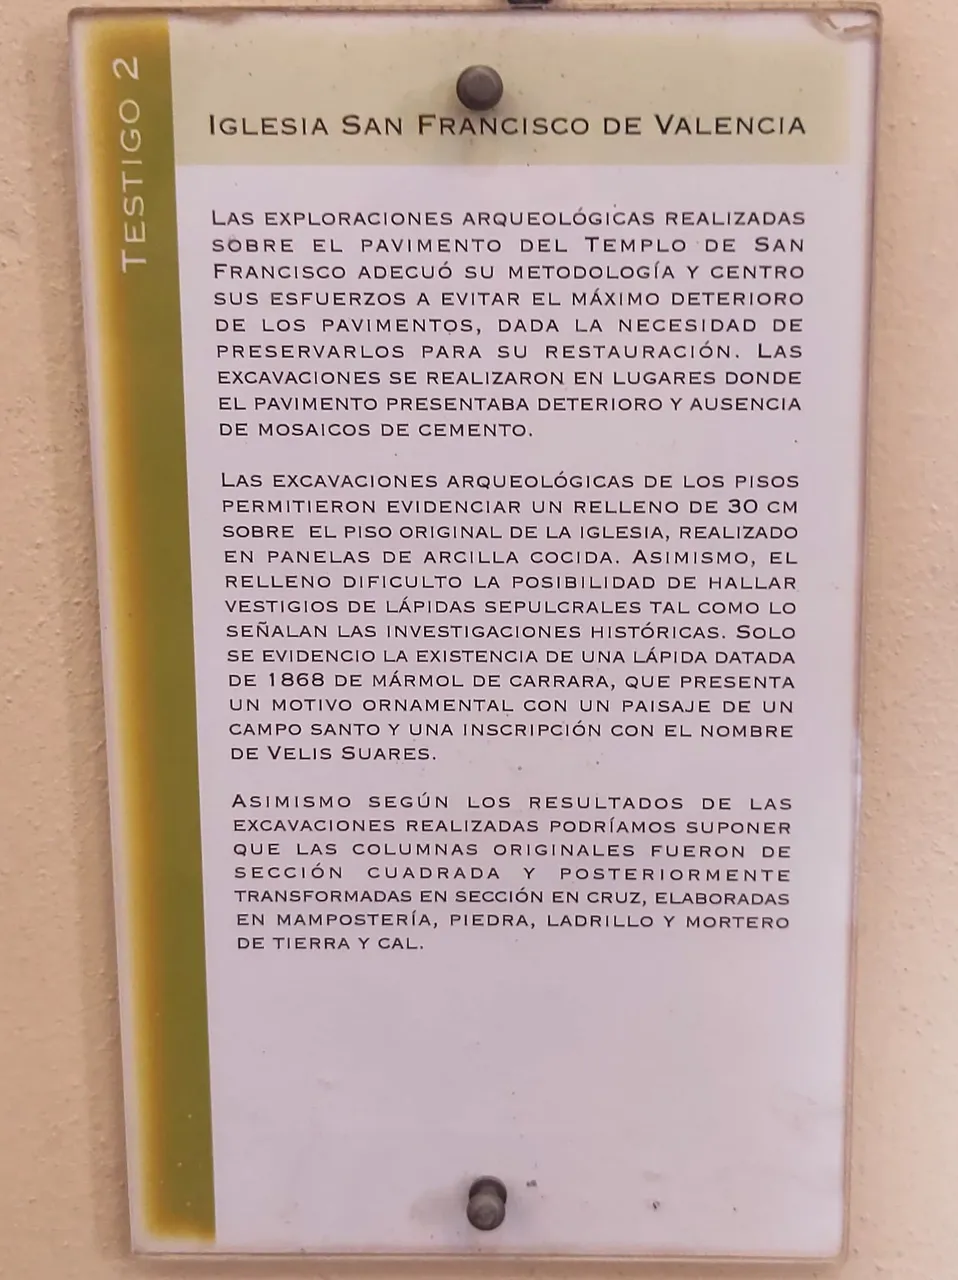 TESTIGO 2
IGLESIA SAN FRANCISCO DE VALENCIA
LAS EXPLORACIONES ARQUEOLÓGICAS REALIZADAS
SOBRE EL PAVIMENTO DEL TEMPLO DE SAN
FRANCISCO ADECUÓ SU METODOLOGÍA Y CENTRO
SUS ESFUERZOS A EVITAR EL MÁXIMO DETERIORO
DE LOS PAVIMENTOS, DADA LA NECESIDAD DE
PRESERVARLOS PARA SU RESTAURACIÓN. LAS
EXCAVACIONES SE REALIZARON EN LUGARES DONDE
EL PAVIMENTO PRESENTABA DETERIORO Y AUSENCIA
DE MOSAICOS DE CEMENTO.
LAS EXCAVACIONES ARQUEOLÓGICAS DE LOS PISOS
PERMITIERON EVIDENCIAR UN RELLENO DE 30 CM
SOBRE EL PISO ORIGINAL DE LA IGLESIA, REALIZADO
EN PANELAS DE ARCILLA COCIDA. ASIMISMO, EL
RELLENO DIFICULTO LA POSIBILIDAD DE HALLAR
VESTIGIOS DE LÁPIDAS SEPULCRALES TAL COMO LO
SEÑALAN LAS INVESTIGACIONES HISTÓRICAS. SOLO
SE EVIDENCIO LA EXISTENCIA DE UNA LÁPIDA DATADA
DE 1868 DE MÁRMOL DE CARRARA, QUE PRESENTA
UN MOTIVO ORNAMENTAL CON UN PAISAJE DE UN
CAMPO SANTO Y UNA INSCRIPCIÓN CON EL NOMBRE
DE VELIS SUARES.
ASIMISMO SEGÚN LOS RESULTADOS DE LAS
EXCAVACIONES REALIZADAS PODRÍAMOS SUPONER
QUE LAS COLUMNAS ORIGINALES FUERON DE
SECCIÓN CUADRADA Y POSTERIORMENTE
TRANSFORMADAS EN SECCIÓN EN CRUZ, ELABORADAS
EN MAMPOSTERÍA, PIEDRA, LADRILLO Y MORTERO
DE TIERRA Y CAL.